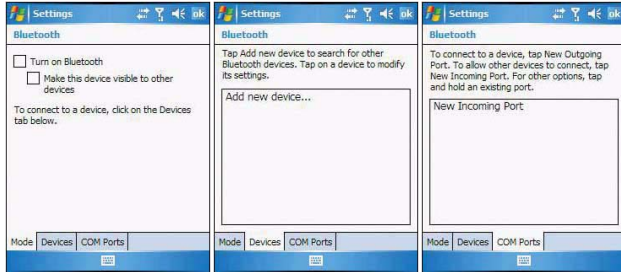 Settings ok
Bluetooth
Turn on Bluetooth
Make this device visible to other
devices
To connect to a device, click on the Devices
tab below.
Mode Devices COM Ports
Settings ok
Bluetooth
Tap Add new device to search for other
Bluetooth devices. Tap on a device to modify
its settings.
Add new device...
Mode Devices COM Ports
Settings ok
Bluetooth
To connect to a device, tap New Outgoing
Port. To allow other devices to connect, tap
New Incoming Port. For other options, tap
and hold an existing port.
New Incoming Port
Mode Devices COM Ports